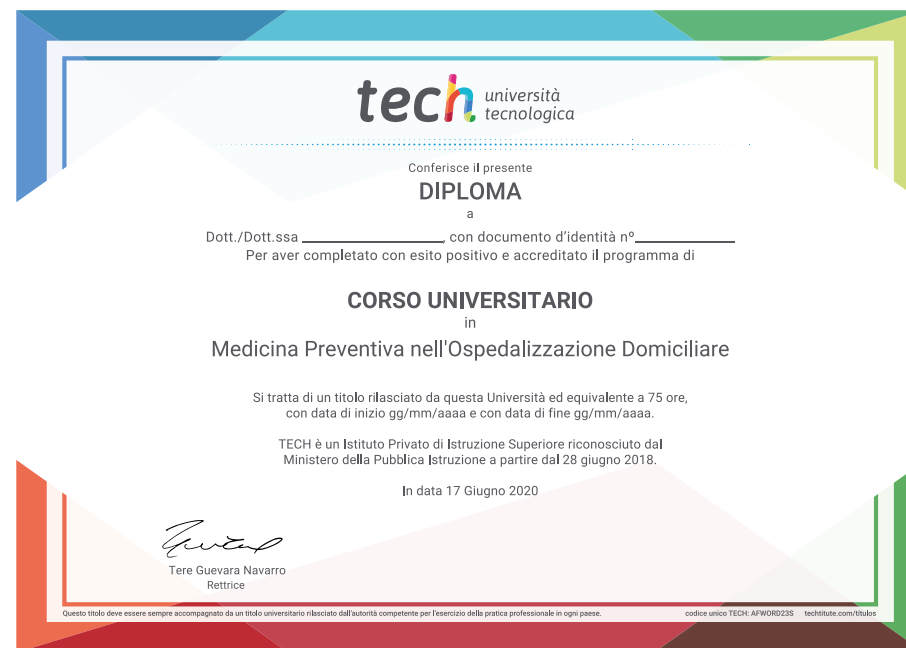 tech università
tecnologica
Conferisce il presente
DIPLOMA
a
Dott./Dott.ssa ________________, con documento d'identità nº____________
Per aver completato con esito positivo e accreditato il programma di
CORSO UNIVERSITARIO
in
Medicina Preventiva nell'Ospedalizzazione Domiciliare
Si tratta di un titolo rilasciato da questa Università ed equivalente a 75 ore,
con data di inizio gg/mm/aaaa e con data di fine gg/mm/aaaa.
TECH è un Istituto Privato di Istruzione Superiore riconosciuto dal
Ministero della Pubblica Istruzione a partire dal 28 giugno 2018.
In data 17 Giugno 2020
Tere Guevara Navarro
Rettrice
Questo titolo deve essere sempre accompagnato da un titolo universitario rilasciato dall'autorità competente per l'esercizio della pratica professionale in ogni paese. codice unico TECH: AFWORD23S techtitute.com/títulos